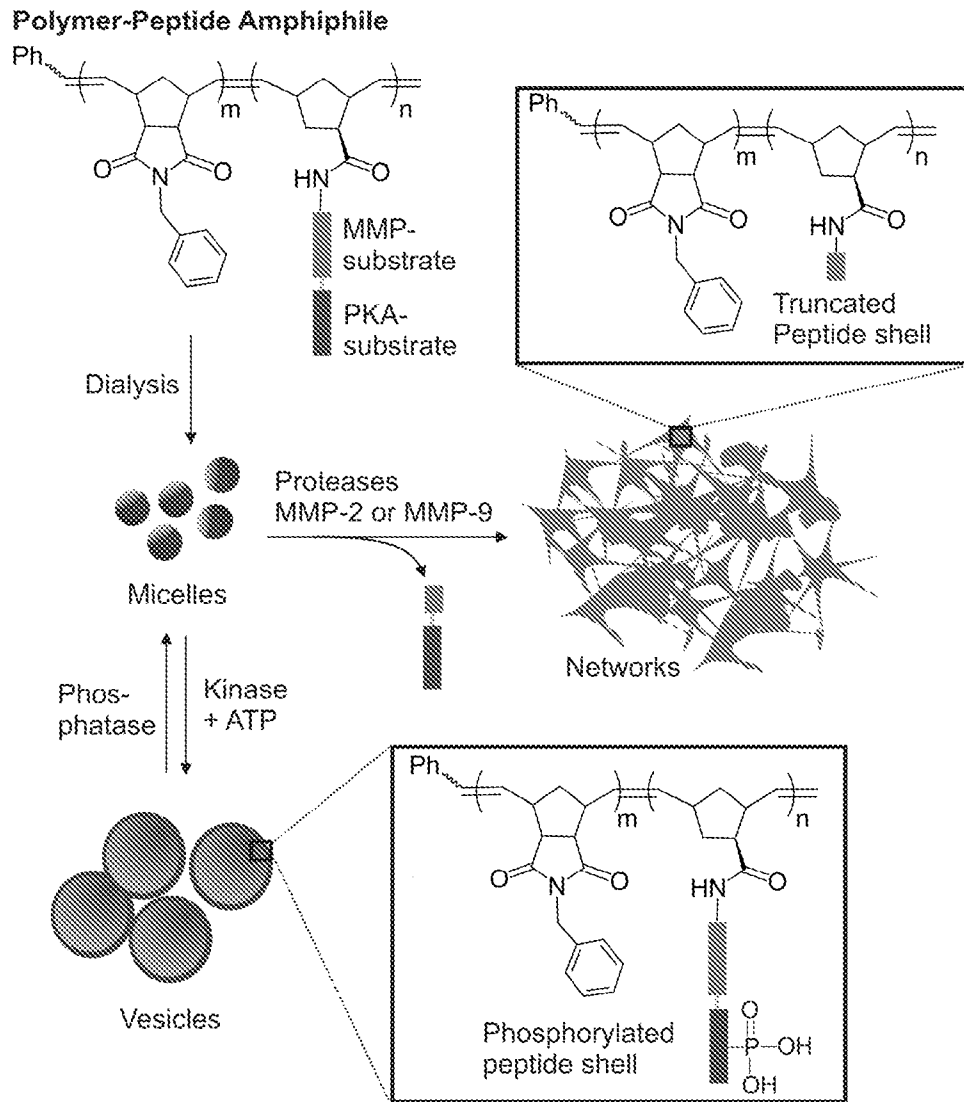 Polymer-Peptide Amphiphile
Ph
m
n
O
N
O
HN
O
MMP-
substrate
PKA-
substrate
Ph
m
n
O
N
O
HN
O
Truncated
Peptide shell
Dialysis
Proteases
MMP-2 or MMP-9
Micelles
Networks
Phos-
phatase
Kinase
+ ATP
Ph
m
n
O
N
O
HN
O
O
P
OH
OH
Phosphorylated
peptide shell
Vesicles